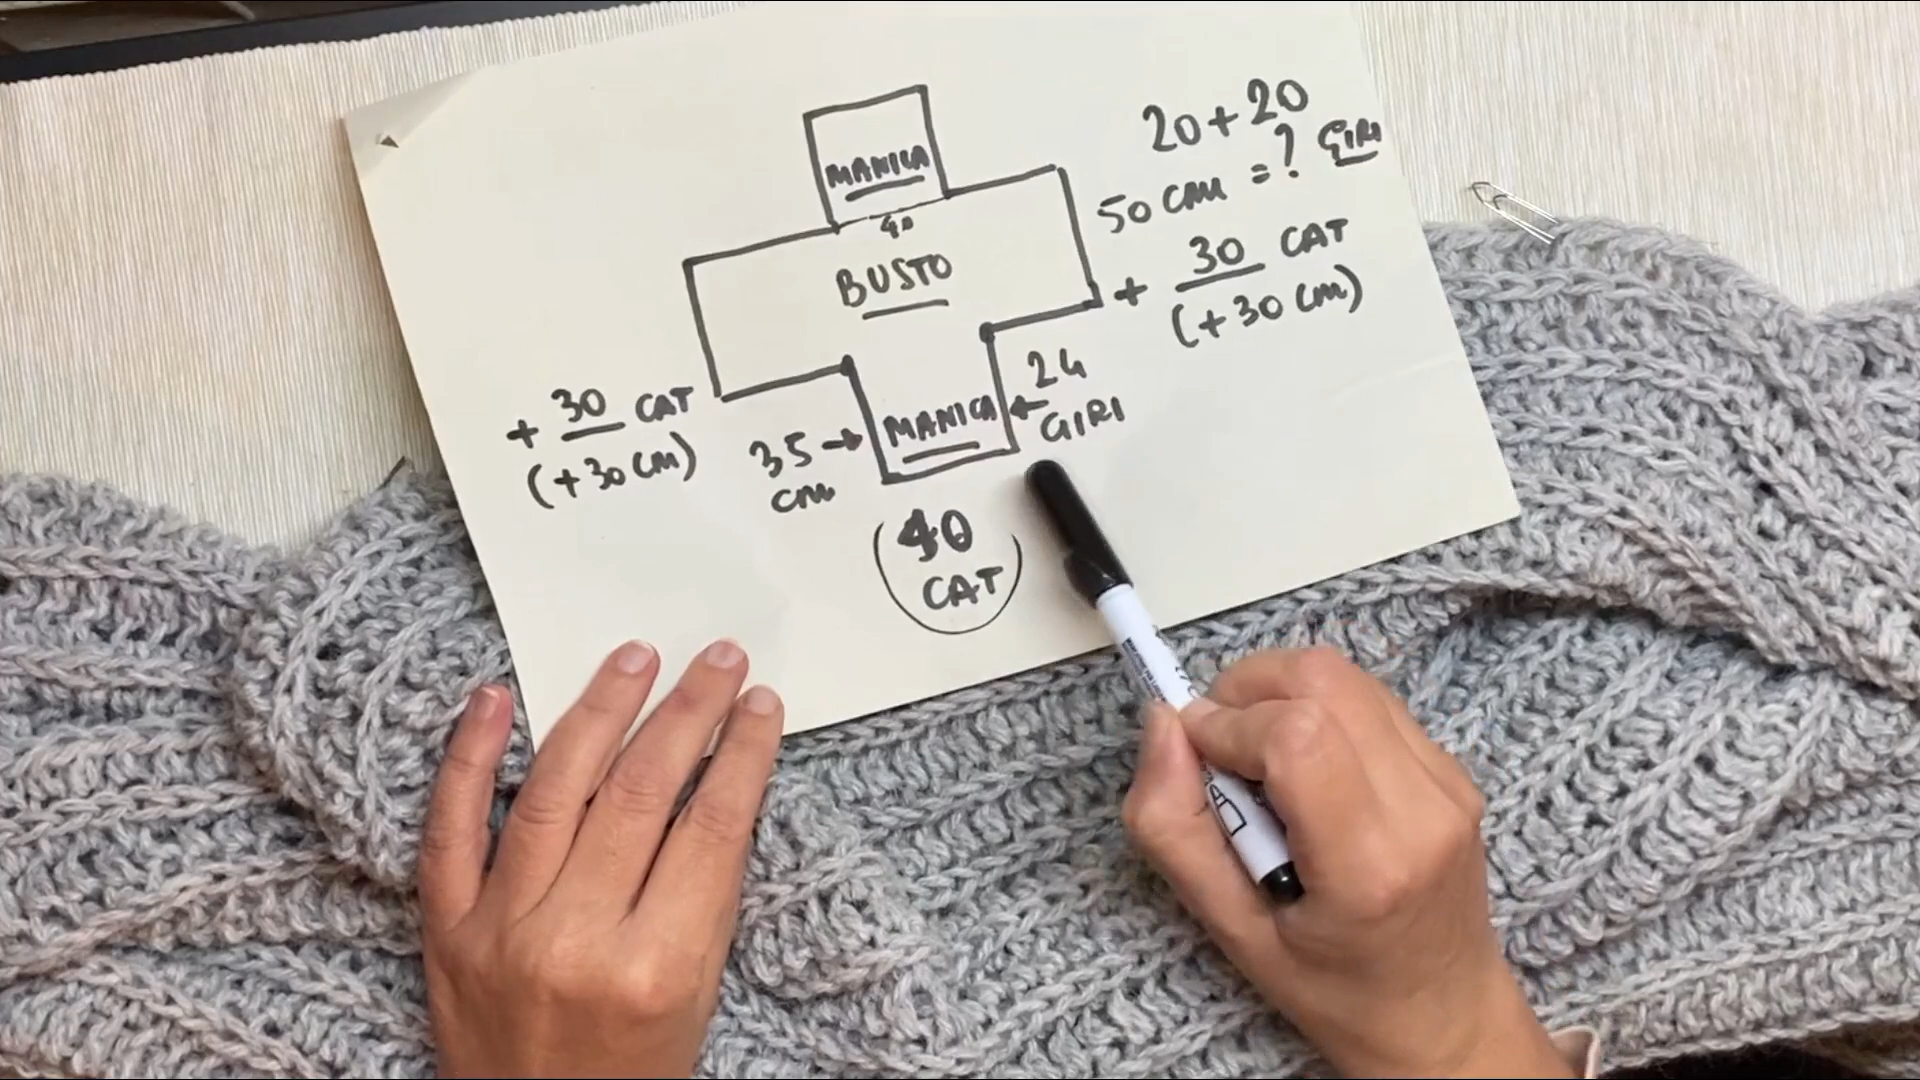 MANICA
40
BUSTO
20+20
50 CM = ? GIRI
+ 30 CAT
(+30 CM)
+ 30 CAT
(+30 CM)
35
CM
MANICA
24
GIRI
(40
CAT)